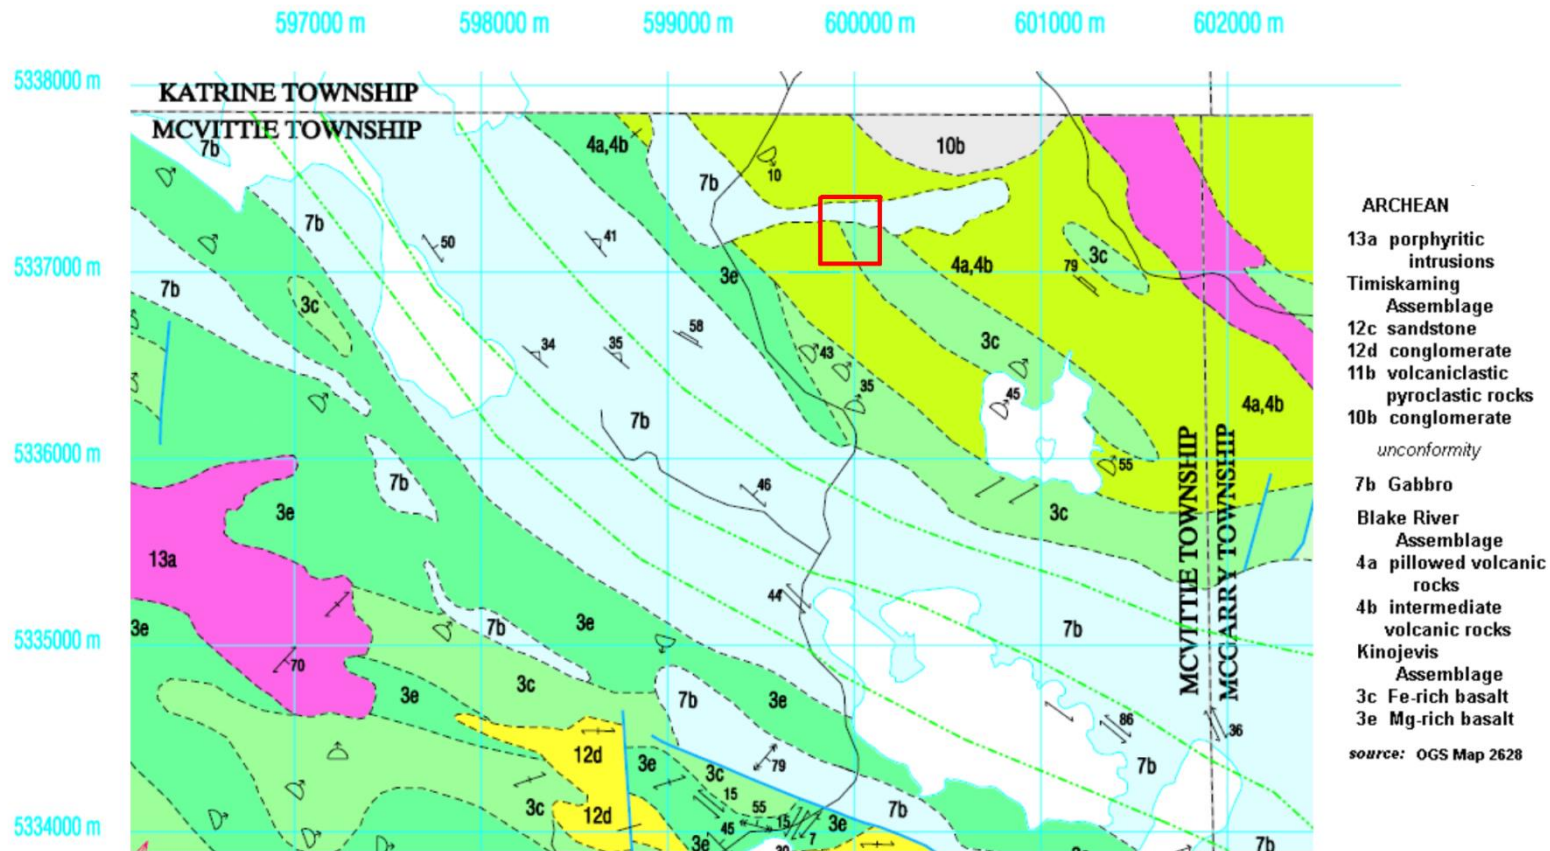 597000 m 598000 m 599000 m 600000 m 601000 m 602000 m
5338000 m
KATRINE TOWNSHIP
MCVITTIE TOWNSHIP
7b
4a,4b
10b
10
7b
7b
50
41
3e
4a,4b
79
3c
5337000 m
7b
3c
58
34
35
43
3c
35
45
7b
4a,4b
5336000 m
55
7b
46
3e
3c
13a
44
3e
3e
7b
7b
5335000 m
70
3e
3c
7b
3e
86
36
12d
3e
79
3c
7b
15
55
3c
12d
45
15
7
3e
7b
5334000 m
3e
30
3e
7b
MCVITTIE TOWNSHIP
MCGARRY TOWNSHIP
ARCHEAN
13a porphyritic
intrusions
Timiskaming
Assemblage
12c sandstone
12d conglomerate
11b volcaniclastic
pyroclastic rocks
10b conglomerate
unconformity
7b Gabbro
Blake River
Assemblage
4a pillowed volcanic
rocks
4b intermediate
volcanic rocks
Kinojevis
Assemblage
3c Fe-rich basalt
3e Mg-rich basalt
source: OGS Map 2628